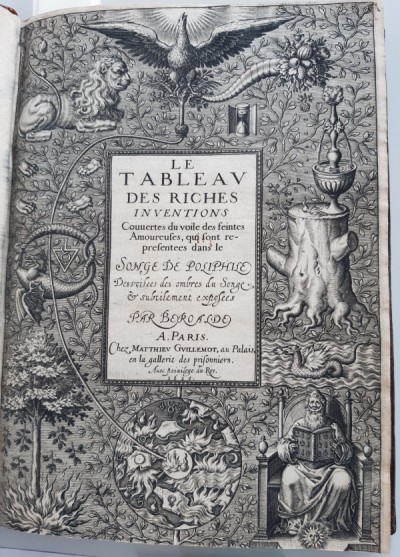 LE
TABLEAV
DES RICHES
INVENTIONS
Couuertes du voile des feintes
Amoureuses, qui sont re-
presentees dans le
SONGE DE POLIPHILE
Desvoilees des ombres du Songe,
& subtilement exposées
PAR BEROALDE
A. PARIS.
Chez MATTHIEV GVILLEMOT, au Palais,
en la gallerie des prisonniers.
Auec priuilege du Roy.